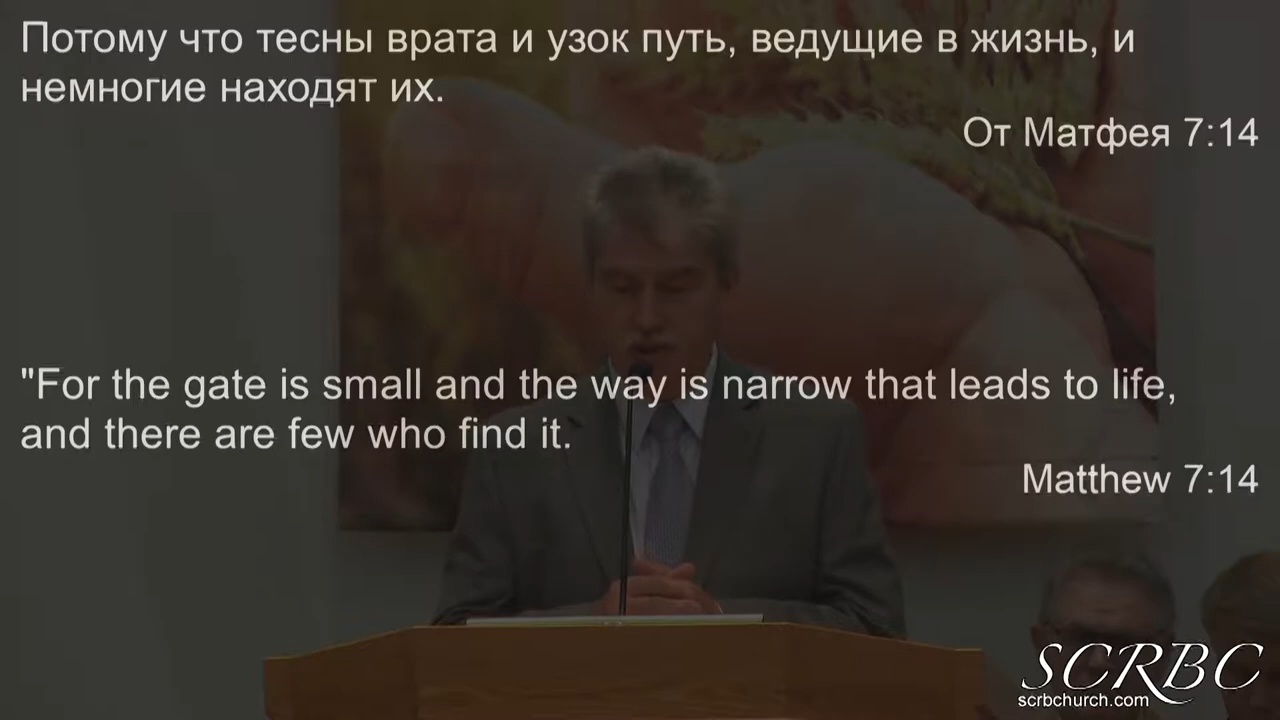 Потому что тесны врата и узок путь, ведущие в жизнь, и
немногие находят их.
От Матфея 7:14
"For the gate is small and the way is narrow that leads to life,
and there are few who find it.
Matthew 7:14
SCRBC
scrbchurch.com